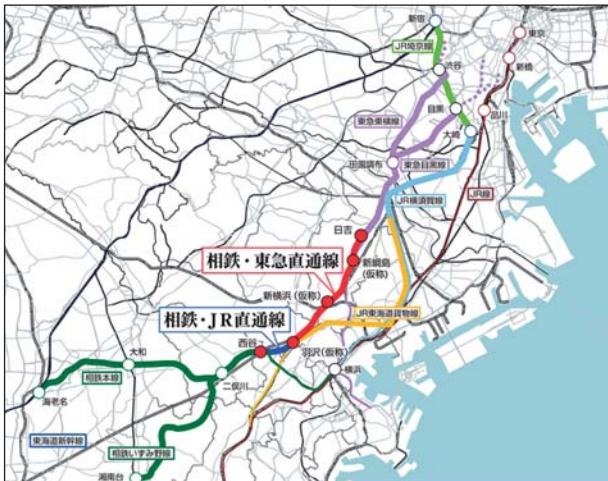 新宿
東京
JR埼京線
渋谷
新橋
目黒
東急東横線
大崎
品川
田園調布
東急目黒線
JR線
JR横須賀線
日吉
相鉄・東急直通線
新綱島
(仮称)
新横浜(仮称)
相鉄・JR直通線
JR東海道貨物線
西谷
羽沢(仮称)
大和
横浜
二俣川
相鉄本線
海老名
東海道新幹線
相鉄いずみ野線
湘南台